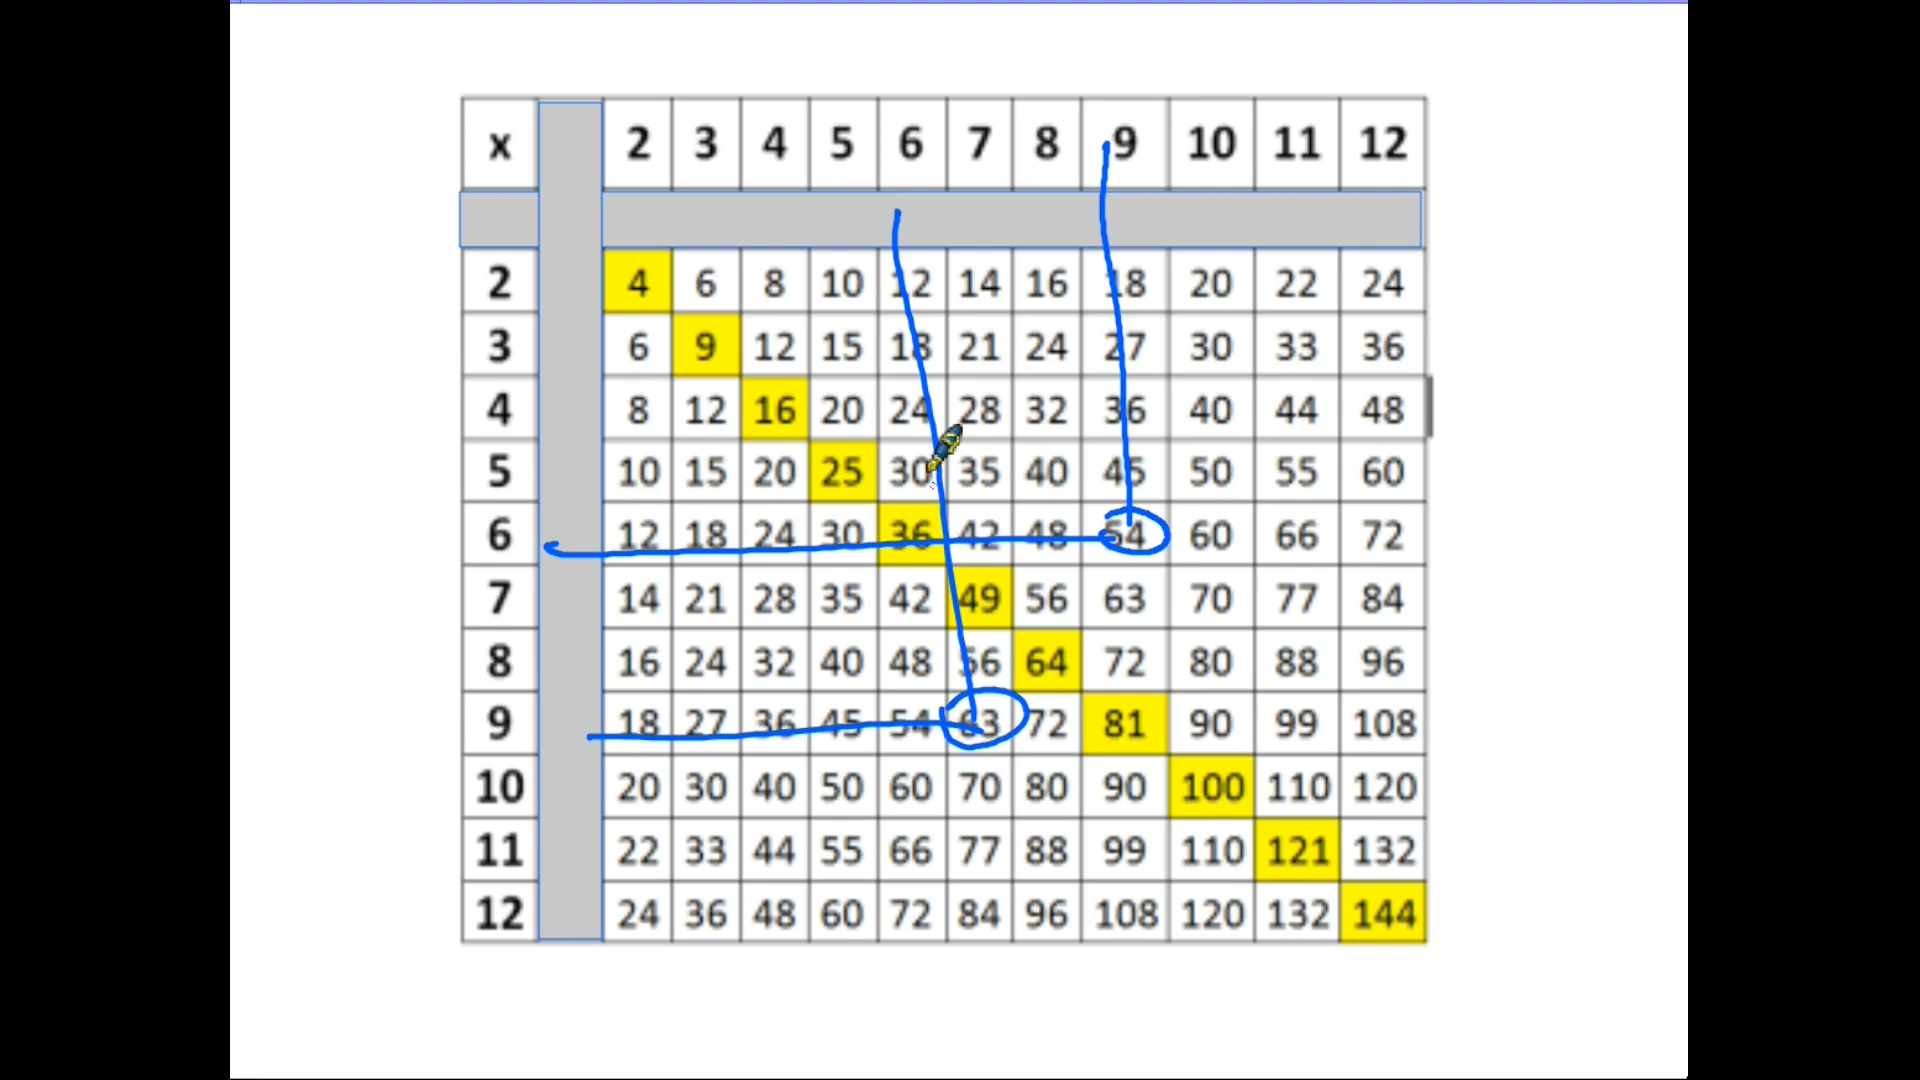 x 2 3 4 5 6 7 8 9 10 11 12
2 4 6 8 10 12 14 16 18 20 22 24
3 6 9 12 15 18 21 24 27 30 33 36
4 8 12 16 20 24 28 32 36 40 44 48
5 10 15 20 25 30 35 40 45 50 55 60
6 12 18 24 30 36 42 48 54 60 66 72
7 14 21 28 35 42 49 56 63 70 77 84
8 16 24 32 40 48 56 64 72 80 88 96
9 18 27 36 45 54 63 72 81 90 99 108
10 20 30 40 50 60 70 80 90 100 110 120
11 22 33 44 55 66 77 88 99 110 121 132
12 24 36 48 60 72 84 96 108 120 132 144